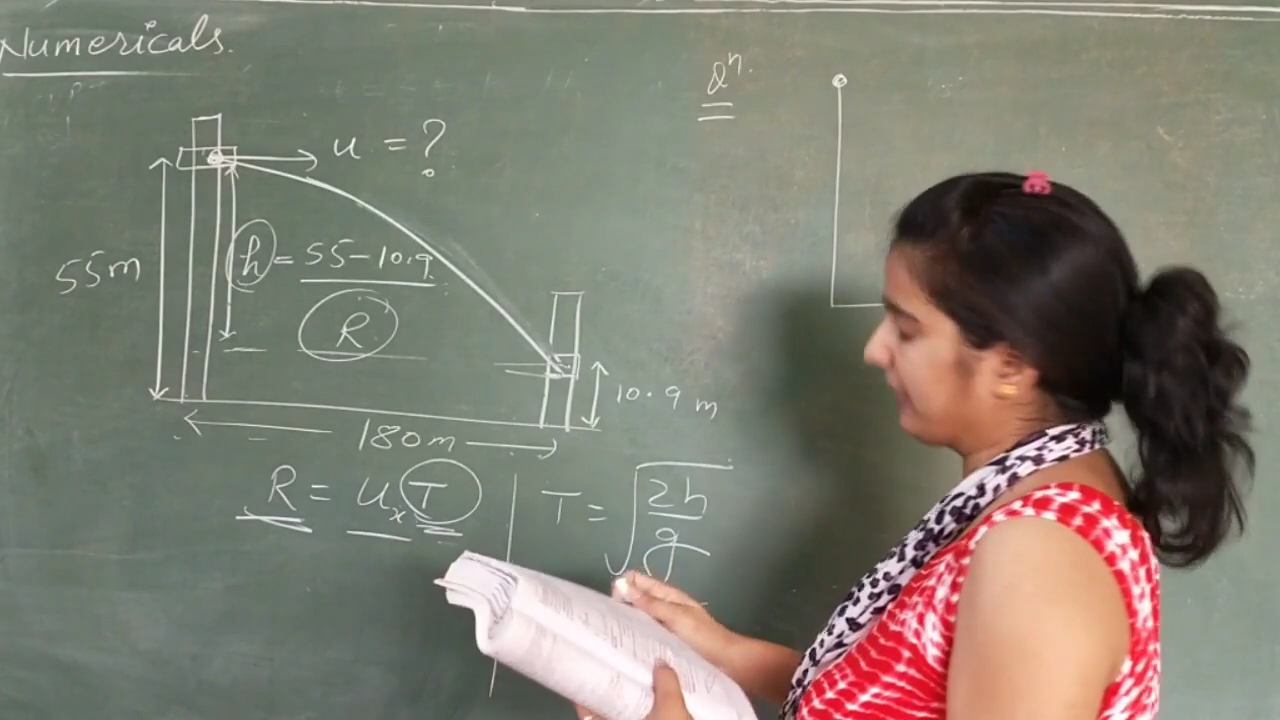 Numericals.
u = ?
55m
h = 55-10.9
R
10.9 m
180m
R = uₓT
T = √(2h/g)
Qⁿ.